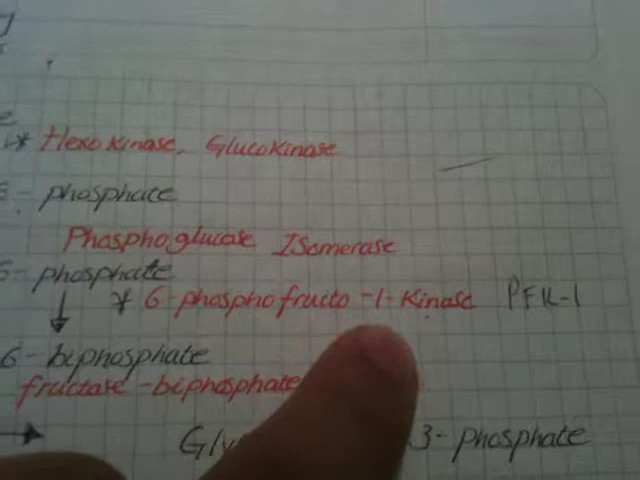 * Hexokinase, Glucokinase
- phosphate
Phosphoglucose Isomerase
- phosphate
* 6-phosphofructo-1-Kinase PFK-1
6-biphosphate
fructose-biphosphate
3-phosphate